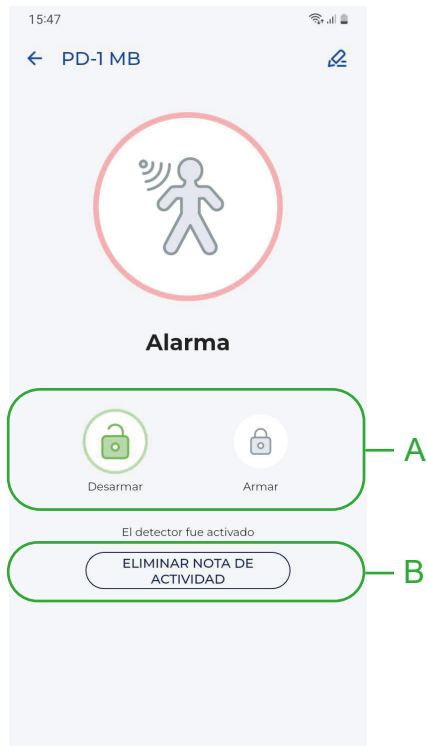 15:47
PD-1 MB
Alarma
Desarmar Armar
A
El detector fue activado
ELIMINAR NOTA DE
ACTIVIDAD
B